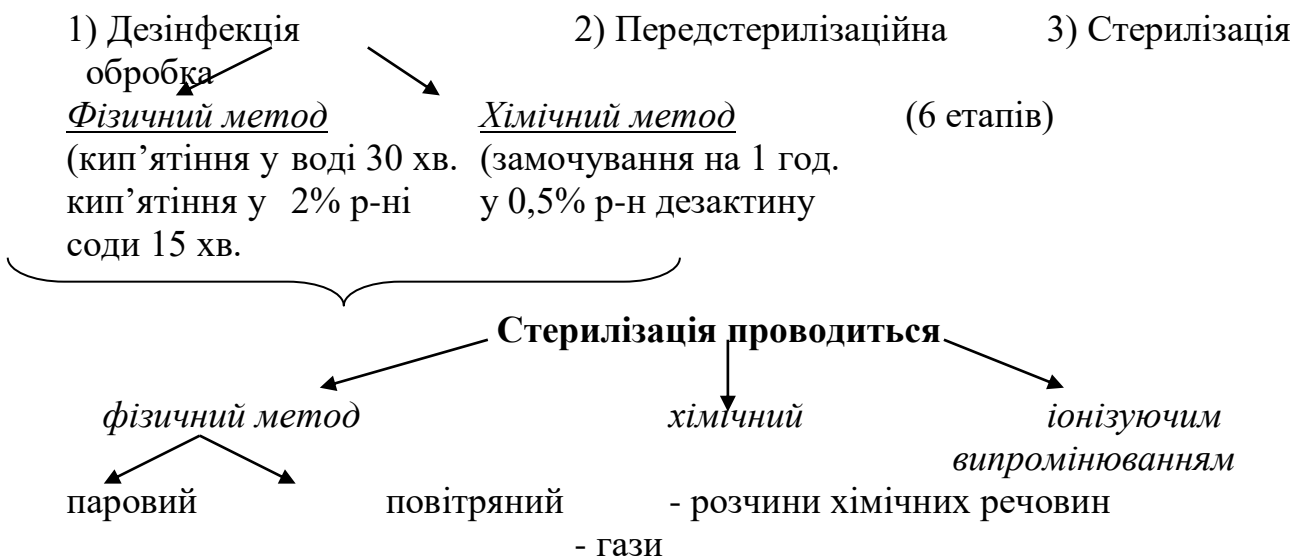 1) Дезінфекція 2) Передстерилізаційна 3) Стерилізація
обробка
Фізичний метод Хімічний метод (6 етапів)
(кип’ятіння у воді 30 хв. (замочування на 1 год.
кип’ятіння у 2% р-ні у 0,5% р-н дезактину
соди 15 хв.
Стерилізація проводиться
фізичний метод хімічний іонізуючим
випромінюванням
паровий повітряний - розчини хімічних речовин
- гази